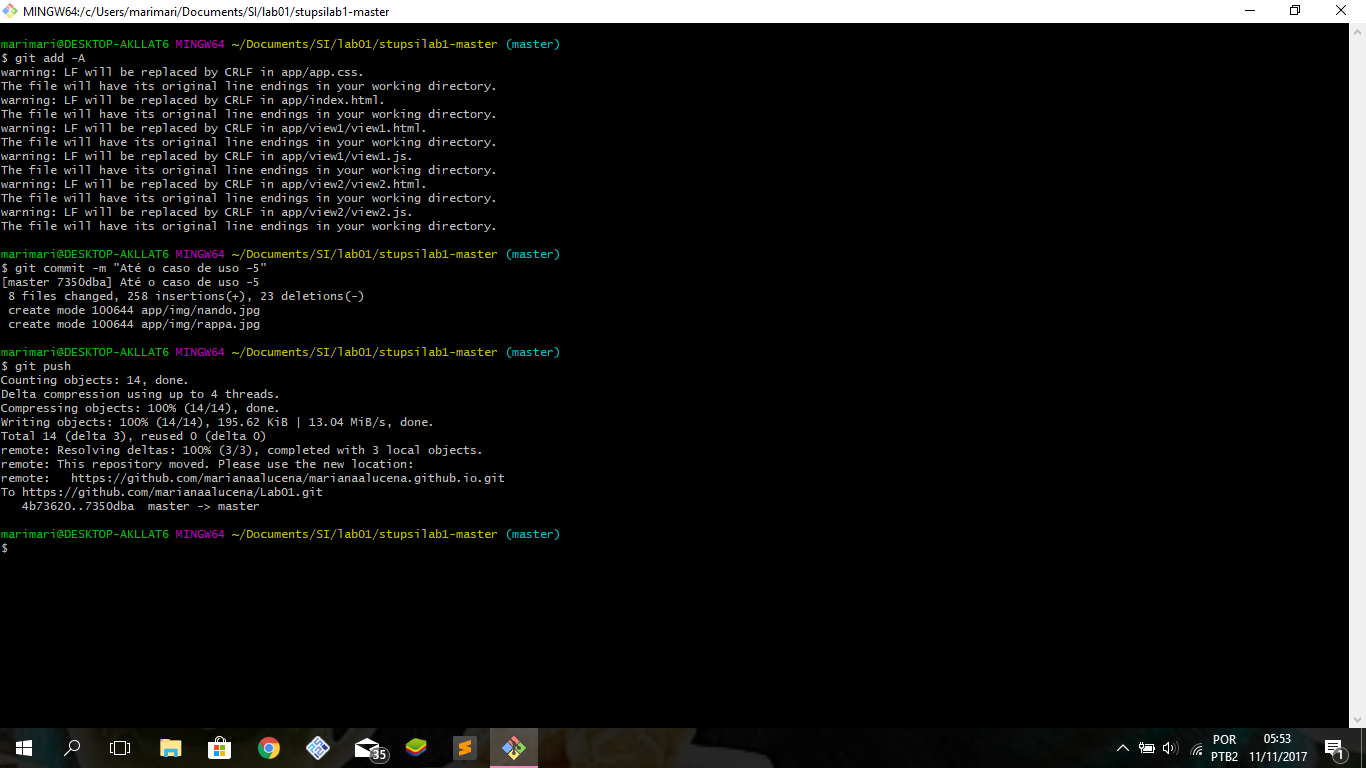 MINGW64:/c/Users/marimari/Documents/SI/lab01/stupsilab1-master
marimari@DESKTOP-AKLLAT6 MINGW64 ~/Documents/SI/lab01/stupsilab1-master (master)
$ git add -A
warning: LF will be replaced by CRLF in app/app.css.
The file will have its original line endings in your working directory.
warning: LF will be replaced by CRLF in app/index.html.
The file will have its original line endings in your working directory.
warning: LF will be replaced by CRLF in app/view1/view1.html.
The file will have its original line endings in your working directory.
warning: LF will be replaced by CRLF in app/view1/view1.js.
The file will have its original line endings in your working directory.
warning: LF will be replaced by CRLF in app/view2/view2.html.
The file will have its original line endings in your working directory.
warning: LF will be replaced by CRLF in app/view2/view2.js.
The file will have its original line endings in your working directory.
marimari@DESKTOP-AKLLAT6 MINGW64 ~/Documents/SI/lab01/stupsilab1-master (master)
$ git commit -m "Até o caso de uso -5"
[master 7350dba] Até o caso de uso -5
 8 files changed, 258 insertions(+), 23 deletions(-)
 create mode 100644 app/img/nando.jpg
 create mode 100644 app/img/rappa.jpg
marimari@DESKTOP-AKLLAT6 MINGW64 ~/Documents/SI/lab01/stupsilab1-master (master)
$ git push
Counting objects: 14, done.
Delta compression using up to 4 threads.
Compressing objects: 100% (14/14), done.
Writing objects: 100% (14/14), 195.62 KiB | 13.04 MiB/s, done.
Total 14 (delta 3), reused 0 (delta 0)
remote: Resolving deltas: 100% (3/3), completed with 3 local objects.
remote: This repository moved. Please use the new location:
remote:   https://github.com/marianaalucena/marianaalucena.github.io.git
To https://github.com/marianaalucena/Lab01.git
   4b73620..7350dba  master -> master
marimari@DESKTOP-AKLLAT6 MINGW64 ~/Documents/SI/lab01/stupsilab1-master (master)
$
35
POR
PTB2
05:53
11/11/2017
1